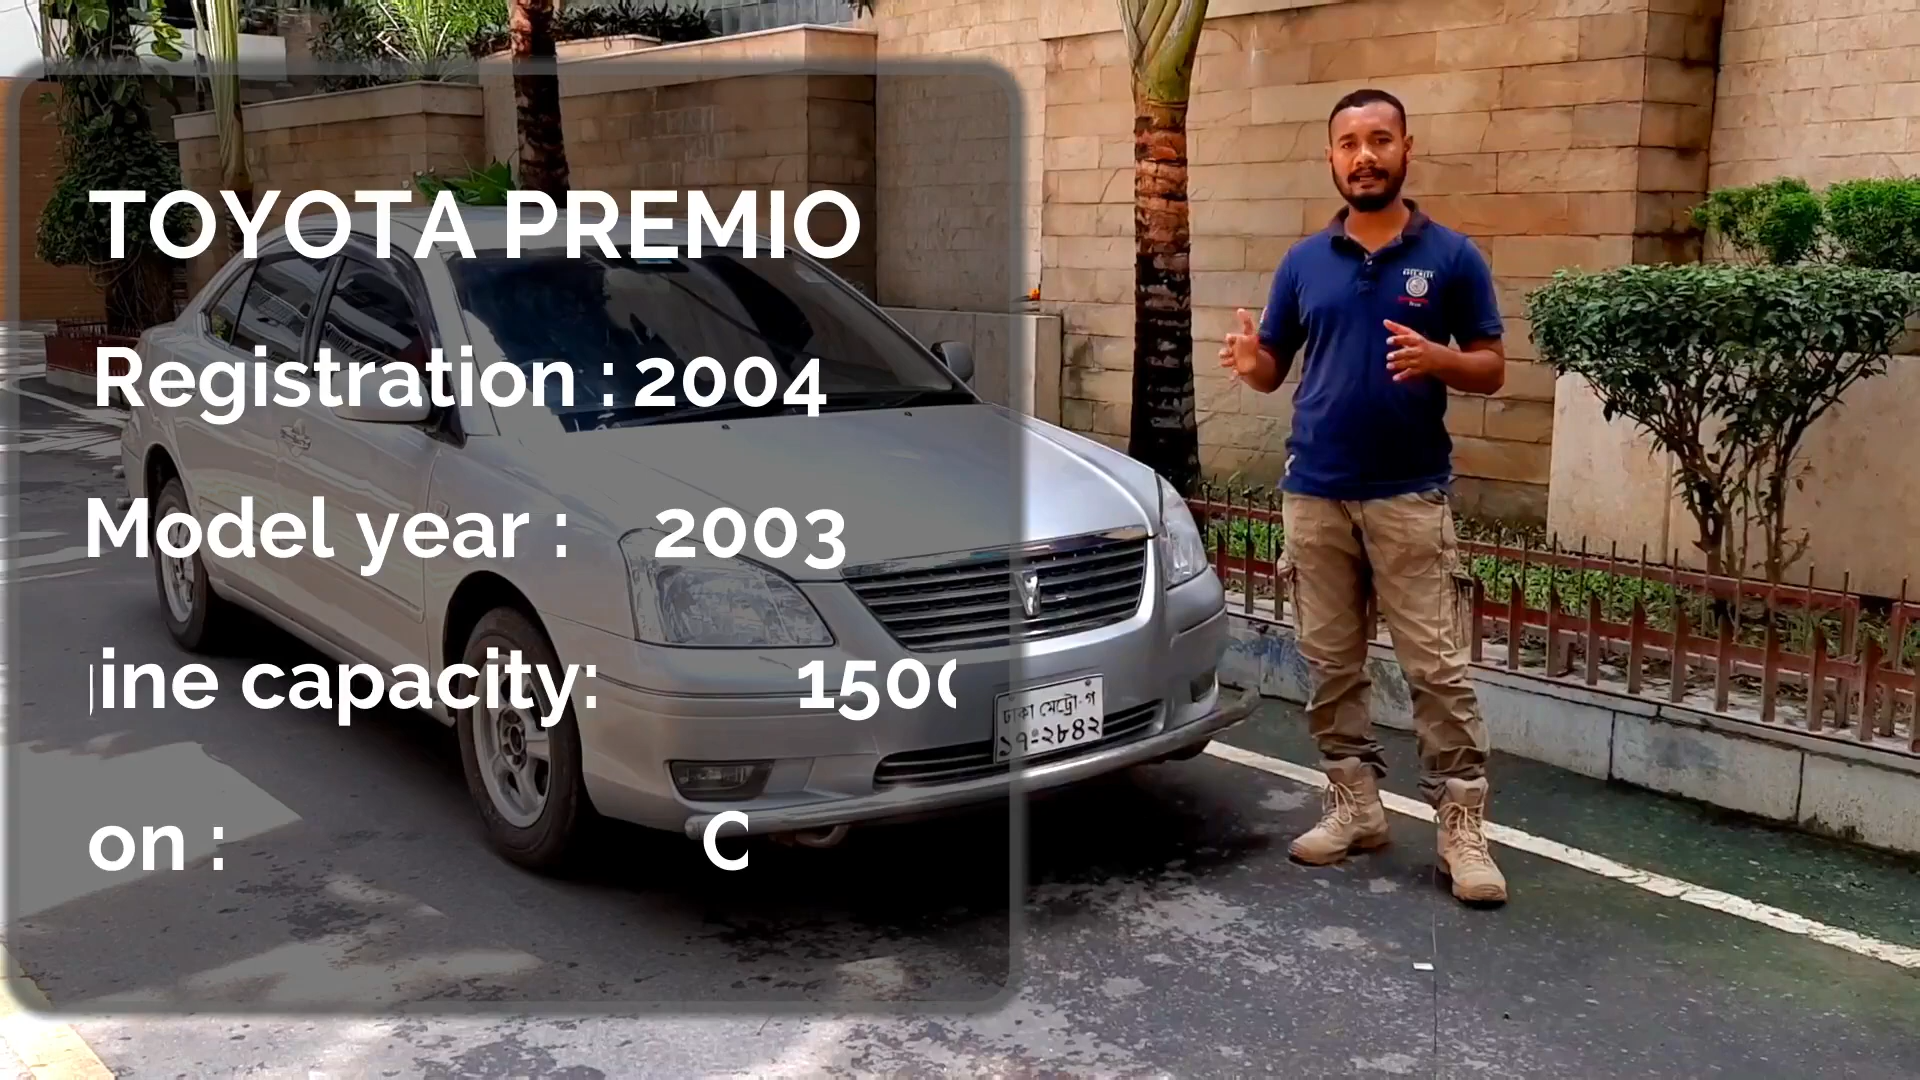 TOYOTA PREMIO
Registration : 2004
Model year : 2003
ine capacity: 150
on : C
ঢাকা মেট্রো-গ
১৭-২৮৪২